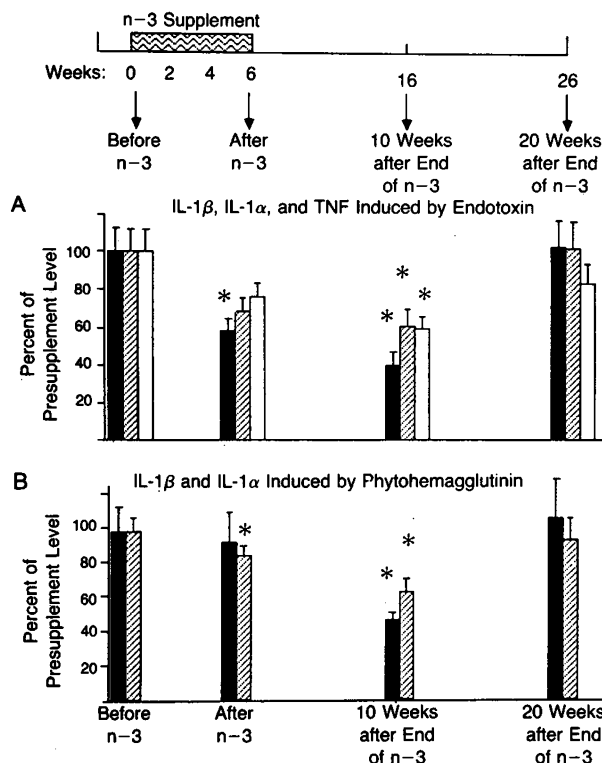 n-3 Supplement
Weeks: 0 2 4 6 16 26
Before n-3
After n-3
10 Weeks after End of n-3
20 Weeks after End of n-3
A
IL-1β, IL-1α, and TNF Induced by Endotoxin
Percent of Presupplement Level
100
80
60
40
20
*
*
*
*
B
IL-1β and IL-1α Induced by Phytohemagglutinin
Percent of Presupplement Level
100
80
60
40
20
*
*
*
Before n-3
After n-3
10 Weeks after End of n-3
20 Weeks after End of n-3